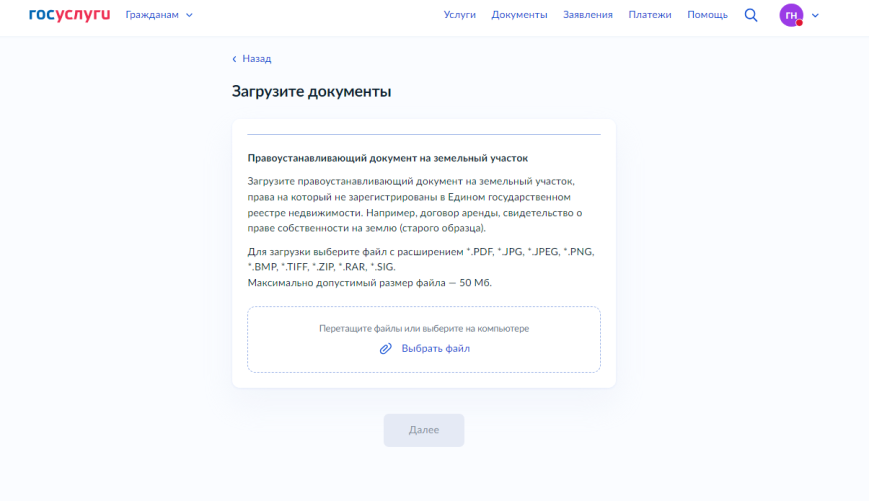 госуслуги Гражданам Услуги Документы Заявления Платежи Помощь ГН
Назад
Загрузите документы
Правоустанавливающий документ на земельный участок
Загрузите правоустанавливающий документ на земельный участок,
права на который не зарегистрированы в Едином государственном
реестре недвижимости. Например, договор аренды, свидетельство о
праве собственности на землю (старого образца).
Для загрузки выберите файл с расширением *.PDF, *.JPG, *.JPEG, *.PNG,
*.BMP, *.TIFF, *.ZIP, *.RAR, *.SIG.
Максимально допустимый размер файла — 50 Мб.
Перетащите файлы или выберите на компьютере
Выбрать файл
Далее